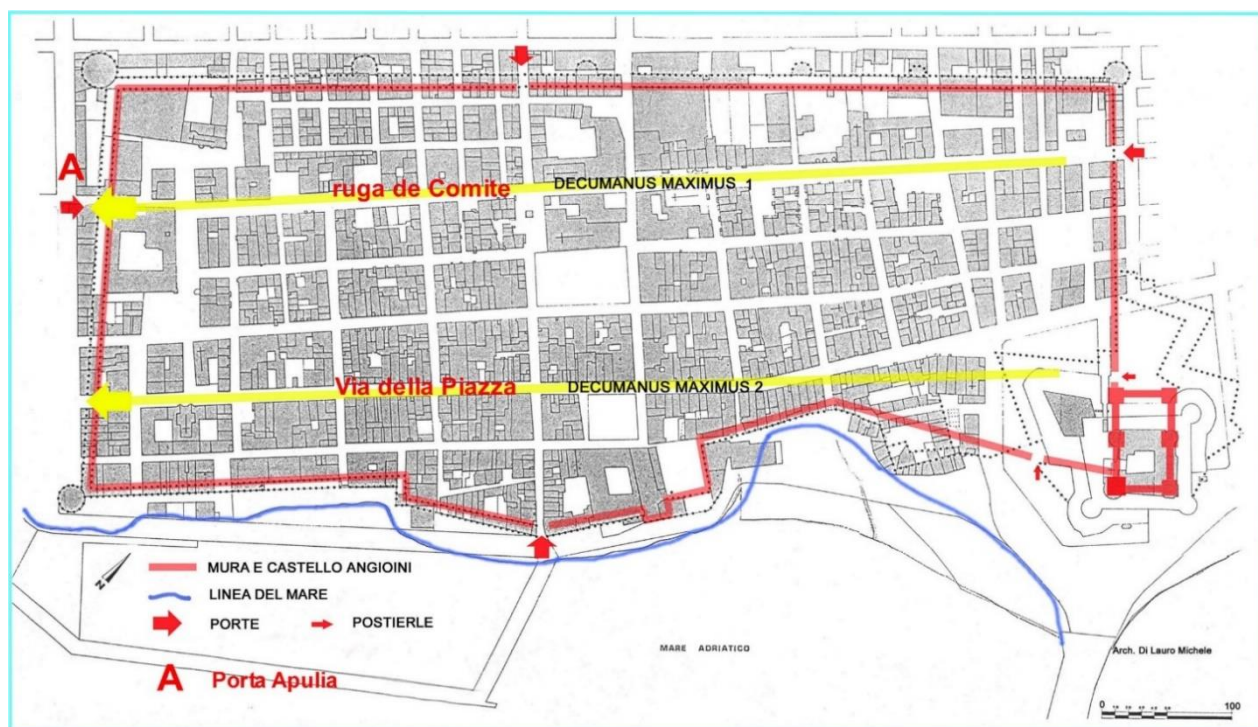 A
ruga de Comite
DECUMANUS MAXIMUS 1
Via della Piazza
DECUMANUS MAXIMUS 2
N
MURA E CASTELLO ANGIOINI
LINEA DEL MARE
PORTE
POSTIERLE
A Porta Apulia
MARE ADRIATICO
Arch. Di Lauro Michele
0 100